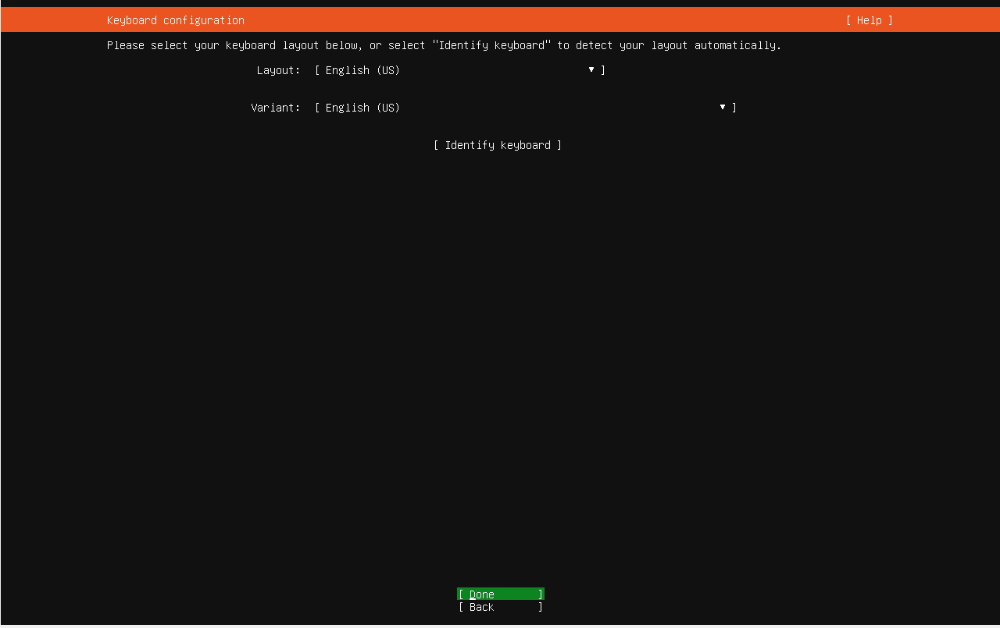 Keyboard configuration [ Help ]
Please select your keyboard layout below, or select "Identify keyboard" to detect your layout automatically.
Layout: [ English (US) ▾ ]
Variant: [ English (US) ▾ ]
[ Identify keyboard ]
[ Done ]
[ Back ]